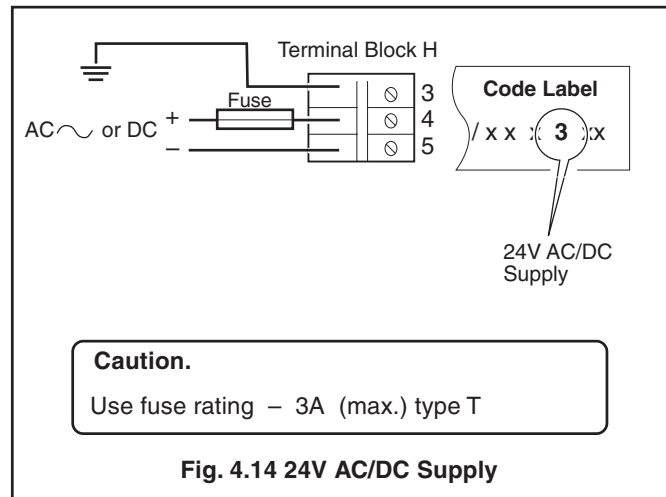 Terminal Block H
3
Fuse
Code Label
+
4
AC or DC
/ x x x 3 xx
–
5
24V AC/DC
Supply
Caution.
Use fuse rating – 3A (max.) type T
Fig. 4.14 24V AC/DC Supply